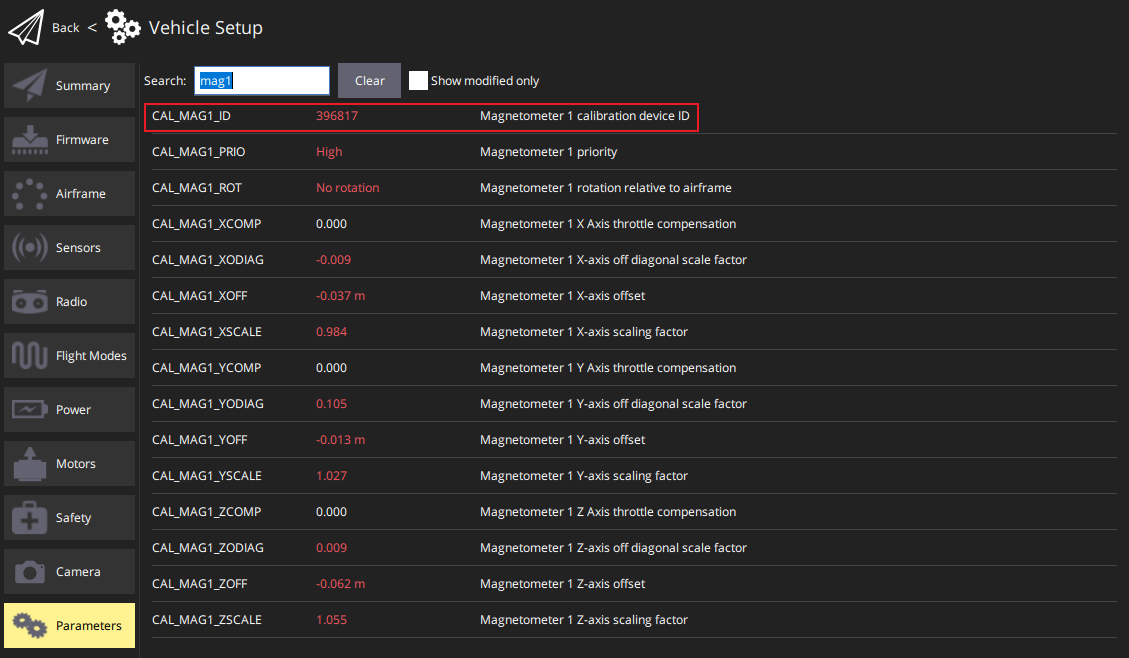 Back < Vehicle Setup
Summary
Firmware
Airframe
Sensors
Radio
Flight Modes
Power
Motors
Safety
Camera
Parameters
Search: mag1 Clear Show modified only
CAL_MAG1_ID 396817 Magnetometer 1 calibration device ID
CAL_MAG1_PRIO High Magnetometer 1 priority
CAL_MAG1_ROT No rotation Magnetometer 1 rotation relative to airframe
CAL_MAG1_XCOMP 0.000 Magnetometer 1 X Axis throttle compensation
CAL_MAG1_XODIAG -0.009 Magnetometer 1 X-axis off diagonal scale factor
CAL_MAG1_XOFF -0.037 m Magnetometer 1 X-axis offset
CAL_MAG1_XSCALE 0.984 Magnetometer 1 X-axis scaling factor
CAL_MAG1_YCOMP 0.000 Magnetometer 1 Y Axis throttle compensation
CAL_MAG1_YODIAG 0.105 Magnetometer 1 Y-axis off diagonal scale factor
CAL_MAG1_YOFF -0.013 m Magnetometer 1 Y-axis offset
CAL_MAG1_YSCALE 1.027 Magnetometer 1 Y-axis scaling factor
CAL_MAG1_ZCOMP 0.000 Magnetometer 1 Z Axis throttle compensation
CAL_MAG1_ZODIAG 0.009 Magnetometer 1 Z-axis off diagonal scale factor
CAL_MAG1_ZOFF -0.062 m Magnetometer 1 Z-axis offset
CAL_MAG1_ZSCALE 1.055 Magnetometer 1 Z-axis scaling factor